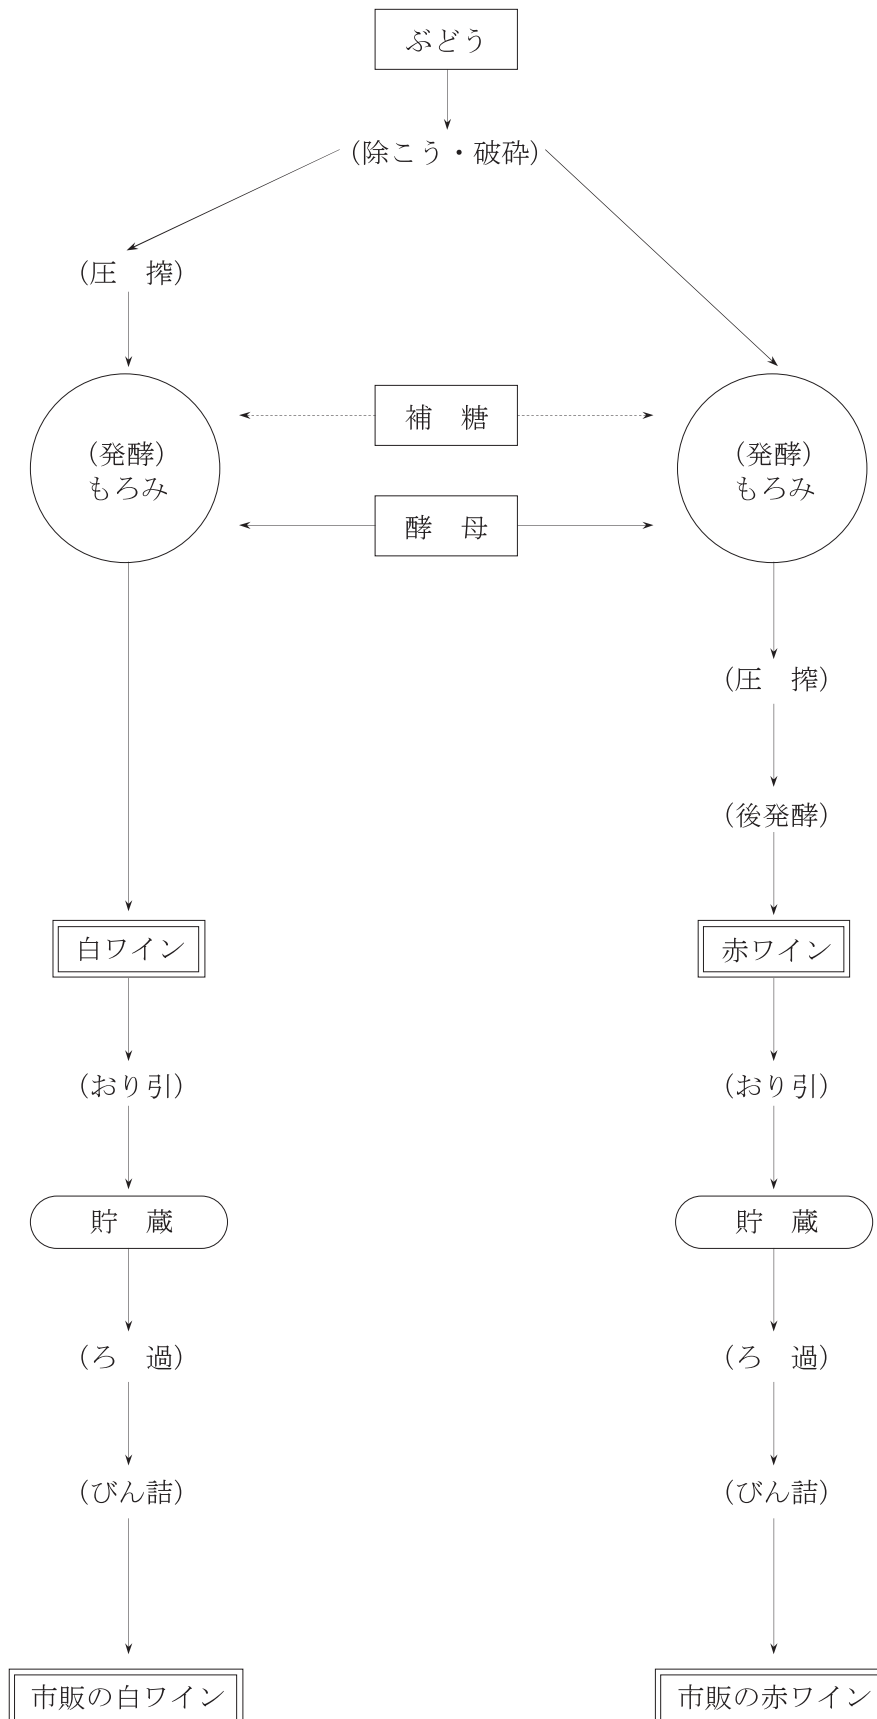 ぶどう
(除こう・破砕)
(圧　搾)
補　糖
(発酵)
もろみ
(発酵)
もろみ
酵　母
(圧　搾)
(後発酵)
白ワイン
赤ワイン
(おり引)
(おり引)
貯　蔵
貯　蔵
(ろ　過)
(ろ　過)
(びん詰)
(びん詰)
市販の白ワイン
市販の赤ワイン